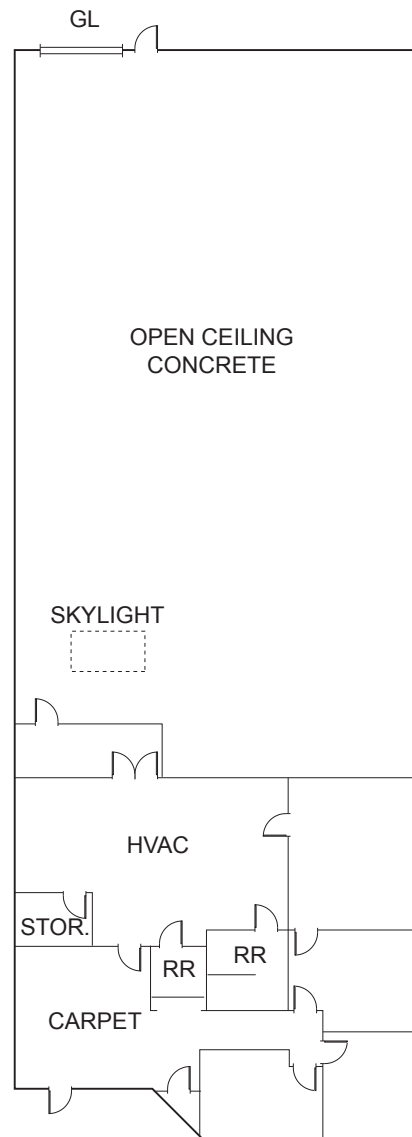 GL
OPEN CEILING
CONCRETE
SKYLIGHT
HVAC
STOR.
RR
RR
CARPET